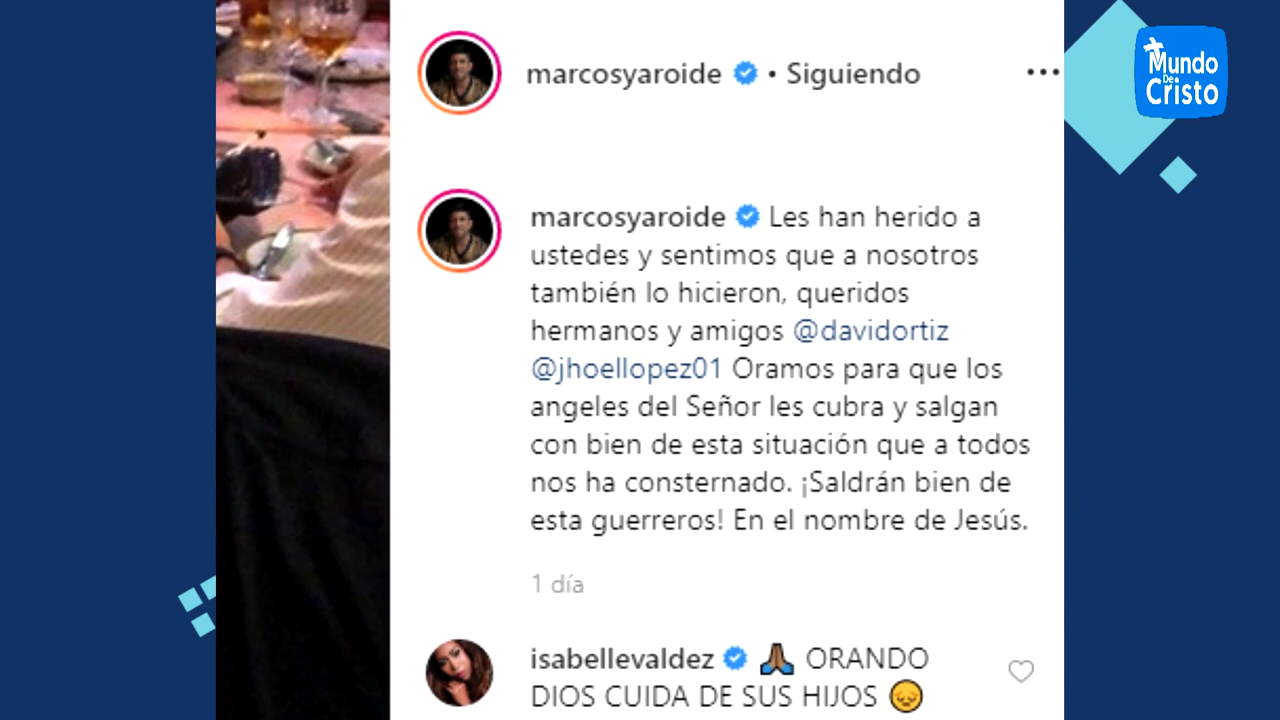 marcosyaroide • Siguiendo
Mundo
De
Cristo
marcosyaroide Les han herido a
ustedes y sentimos que a nosotros
también lo hicieron, queridos
hermanos y amigos @davidortiz
@jhoellopez01 Oramos para que los
angeles del Señor les cubra y salgan
con bien de esta situación que a todos
nos ha consternado. ¡Saldrán bien de
esta guerreros! En el nombre de Jesús.
1 día
isabellevaldez 🙏🏾 ORANDO
DIOS CUIDA DE SUS HIJOS 😞